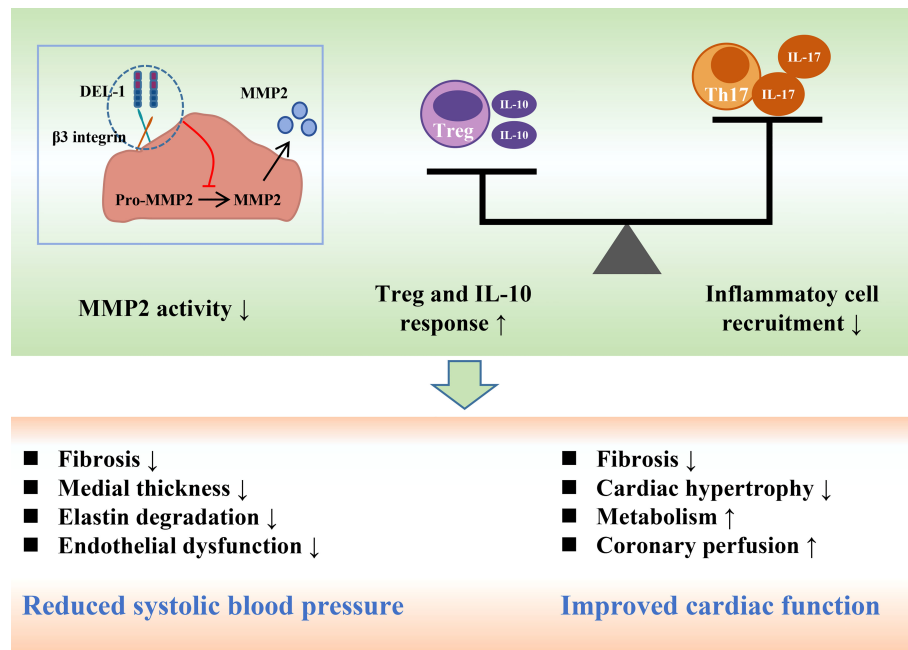 DEL-1
β3 integrin
MMP2
Pro-MMP2
MMP2
Treg
IL-10
IL-10
Th17
IL-17
IL-17
MMP2 activity ↓
Treg and IL-10
response ↑
Inflammatoy cell
recruitment ↓
■ Fibrosis ↓
■ Medial thickness ↓
■ Elastin degradation ↓
■ Endothelial dysfunction ↓
Reduced systolic blood pressure
■ Fibrosis ↓
■ Cardiac hypertrophy ↓
■ Metabolism ↑
■ Coronary perfusion ↑
Improved cardiac function